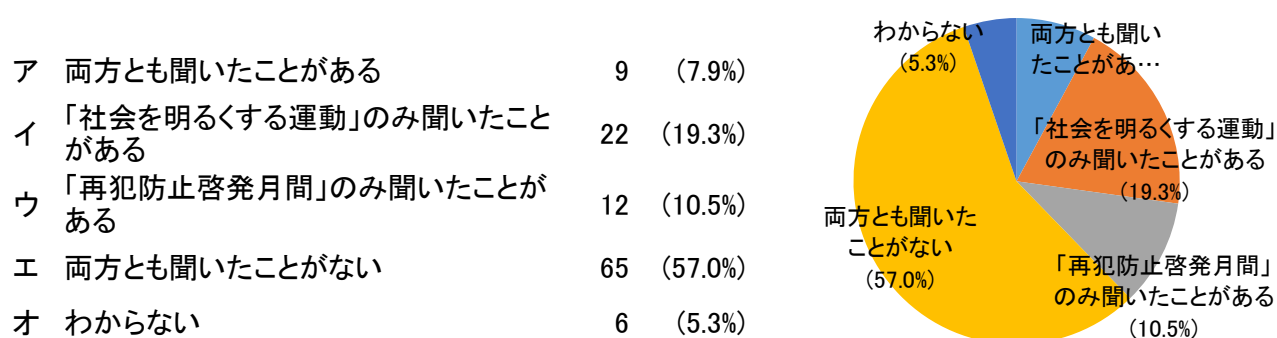 ア 両方とも聞いたことがある 9 (7.9%)
イ 「社会を明るくする運動」のみ聞いたこと
がある 22 (19.3%)
ウ 「再犯防止啓発月間」のみ聞いたことが
ある 12 (10.5%)
エ 両方とも聞いたことがない 65 (57.0%)
オ わからない 6 (5.3%)
わからない
(5.3%)
両方とも聞い
たことがあ…
「社会を明るくする運動」
のみ聞いたことがある
(19.3%)
両方とも聞いた
ことがない
(57.0%)
「再犯防止啓発月間」
のみ聞いたことがある
(10.5%)